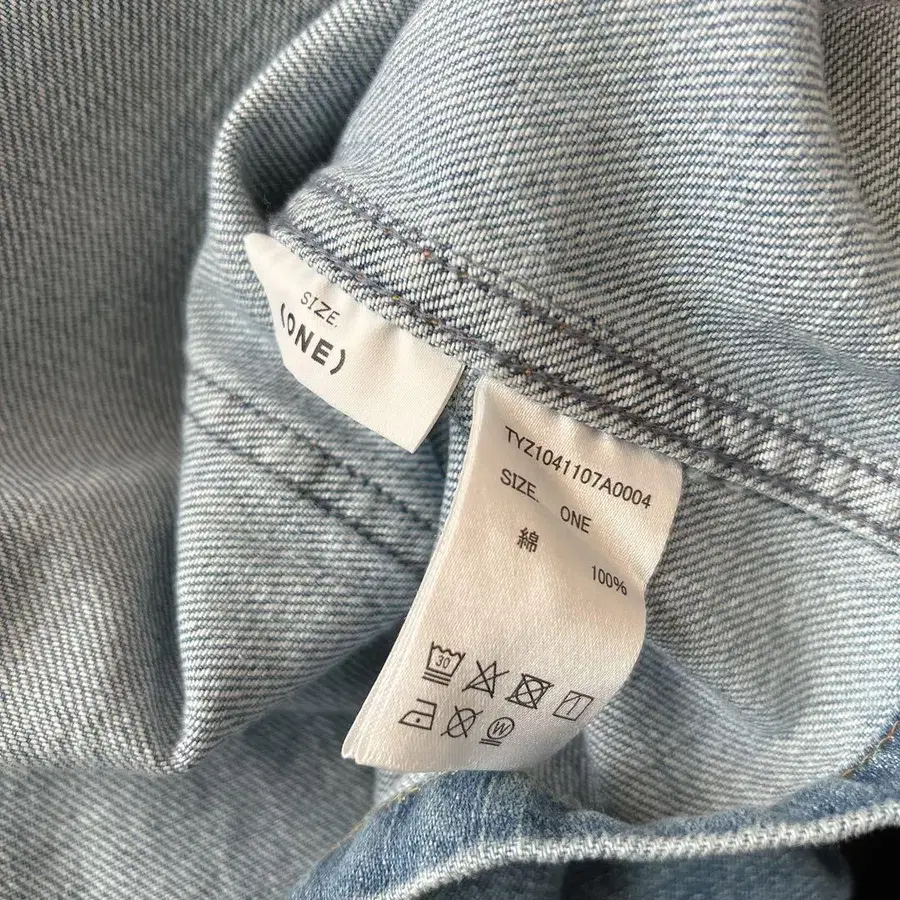 SIZE.
(ONE)
TYZ1041107A0004
SIZE. ONE
綿
100%
30
W